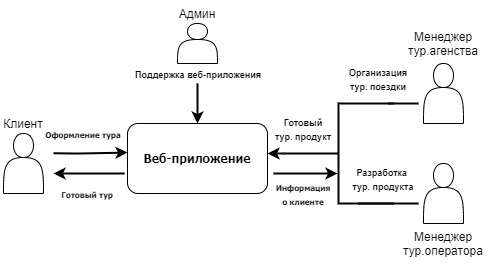 Админ
Поддержка веб-приложения
Менеджер
тур.агенства
Организация
тур. поездки
Клиент
Оформление тура
Готовый тур
Веб-приложение
Готовый
тур. продукт
Информация
о клиенте
Разработка
тур. продукта
Менеджер
тур.оператора